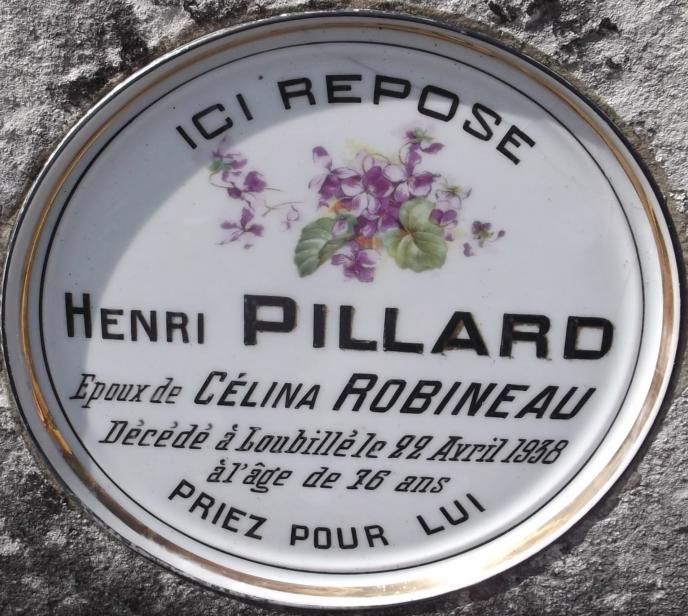 ICI REPOSE
HENRI PILLARD
Epoux de CÉLINA ROBINEAU
Décédé à Loubillé le 22 Avril 1938
à l'âge de 76 ans
PRIEZ POUR LUI